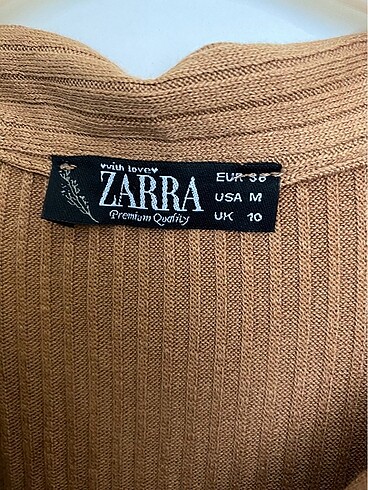 ♥with love♥
ZARRA
Premium Quality
EUR 38
USA M
UK 10